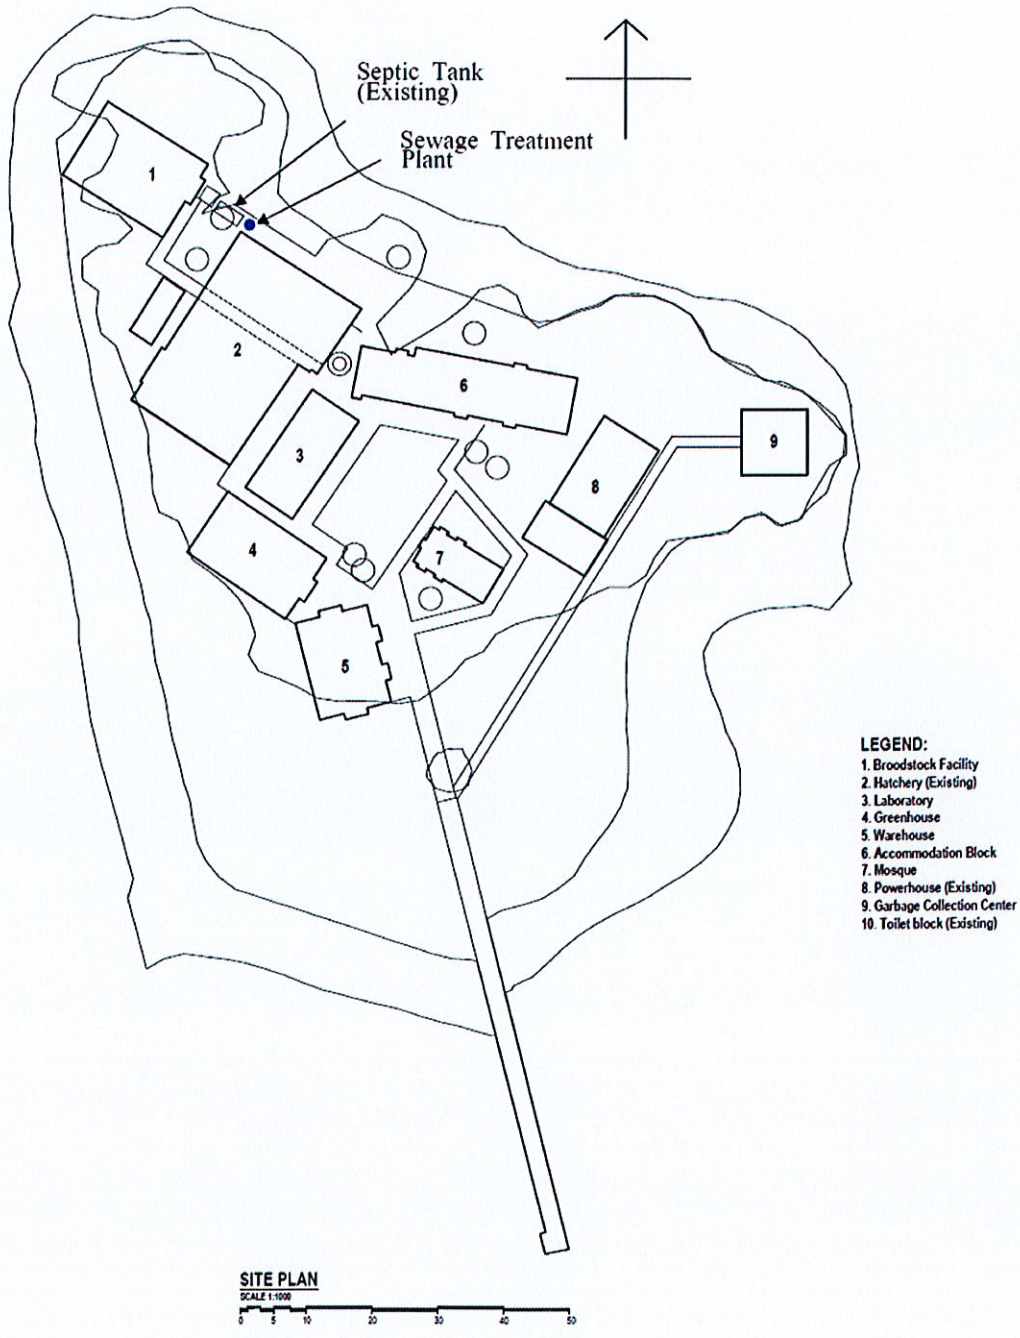 Septic Tank
(Existing)
Sewage Treatment
Plant
1
2
6
9
3
8
4
7
5
LEGEND:
1. Broodstock Facility
2. Hatchery (Existing)
3. Laboratory
4. Greenhouse
5. Warehouse
6. Accommodation Block
7. Mosque
8. Powerhouse (Existing)
9. Garbage Collection Center
10. Toilet block (Existing)
SITE PLAN
SCALE 1:1000
0 5 10 20 30 40 50